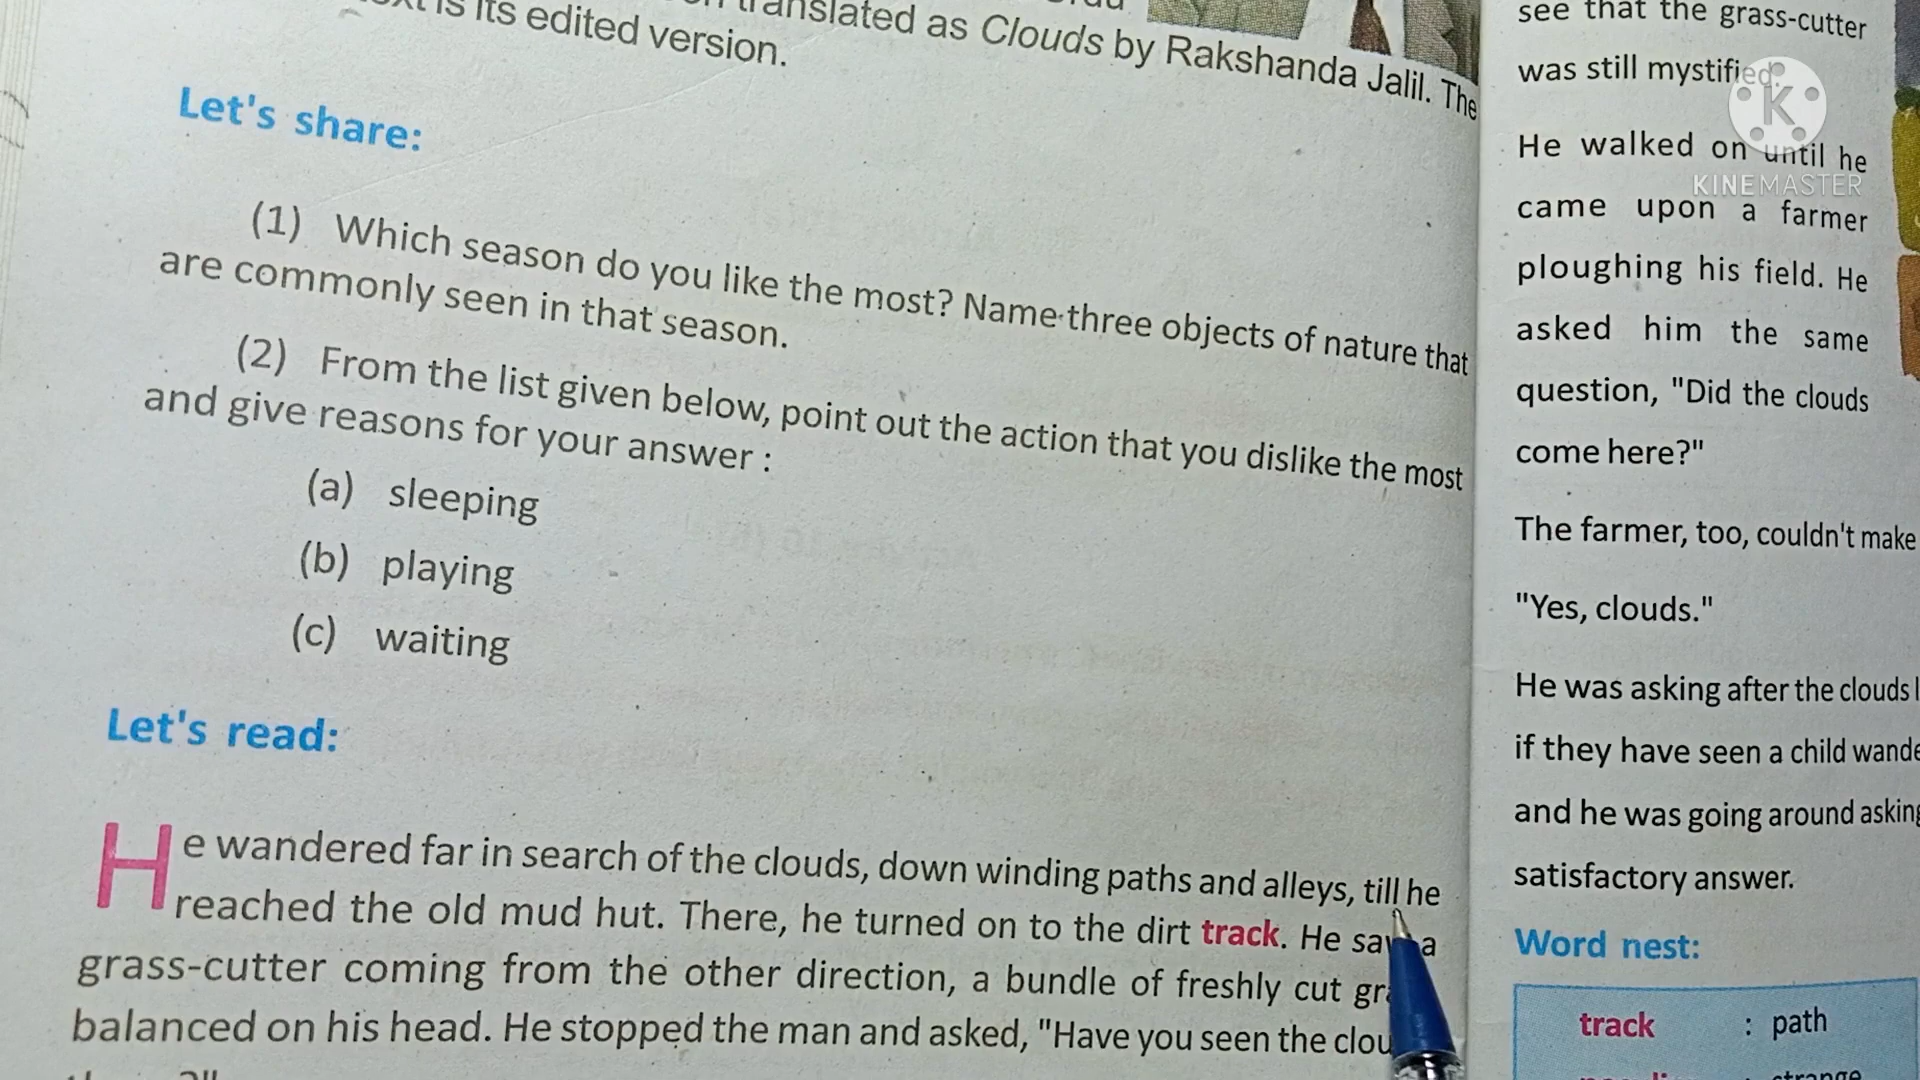 translated as Clouds by Rakshanda Jalil. The
is its edited version.
Let's share:
(1) Which season do you like the most? Name three objects of nature that
are commonly seen in that season.
(2) From the list given below, point out the action that you dislike the most
and give reasons for your answer :
(a) sleeping
(b) playing
(c) waiting
Let's read:
He wandered far in search of the clouds, down winding paths and alleys, till he
reached the old mud hut. There, he turned on to the dirt track. He saw a
grass-cutter coming from the other direction, a bundle of freshly cut
balanced on his head. He stopped the man and asked, "Have you seen the
see that the grass-cutter
was still mystified.
He walked on until he
came upon a farmer
ploughing his field. He
asked him the same
question, "Did the clouds
come here?"
The farmer, too, couldn't make
"Yes, clouds."
He was asking after the clouds
if they have seen a child
and he was going around asking
satisfactory answer.
Word nest:
track : path
strange
K
KINEMASTER